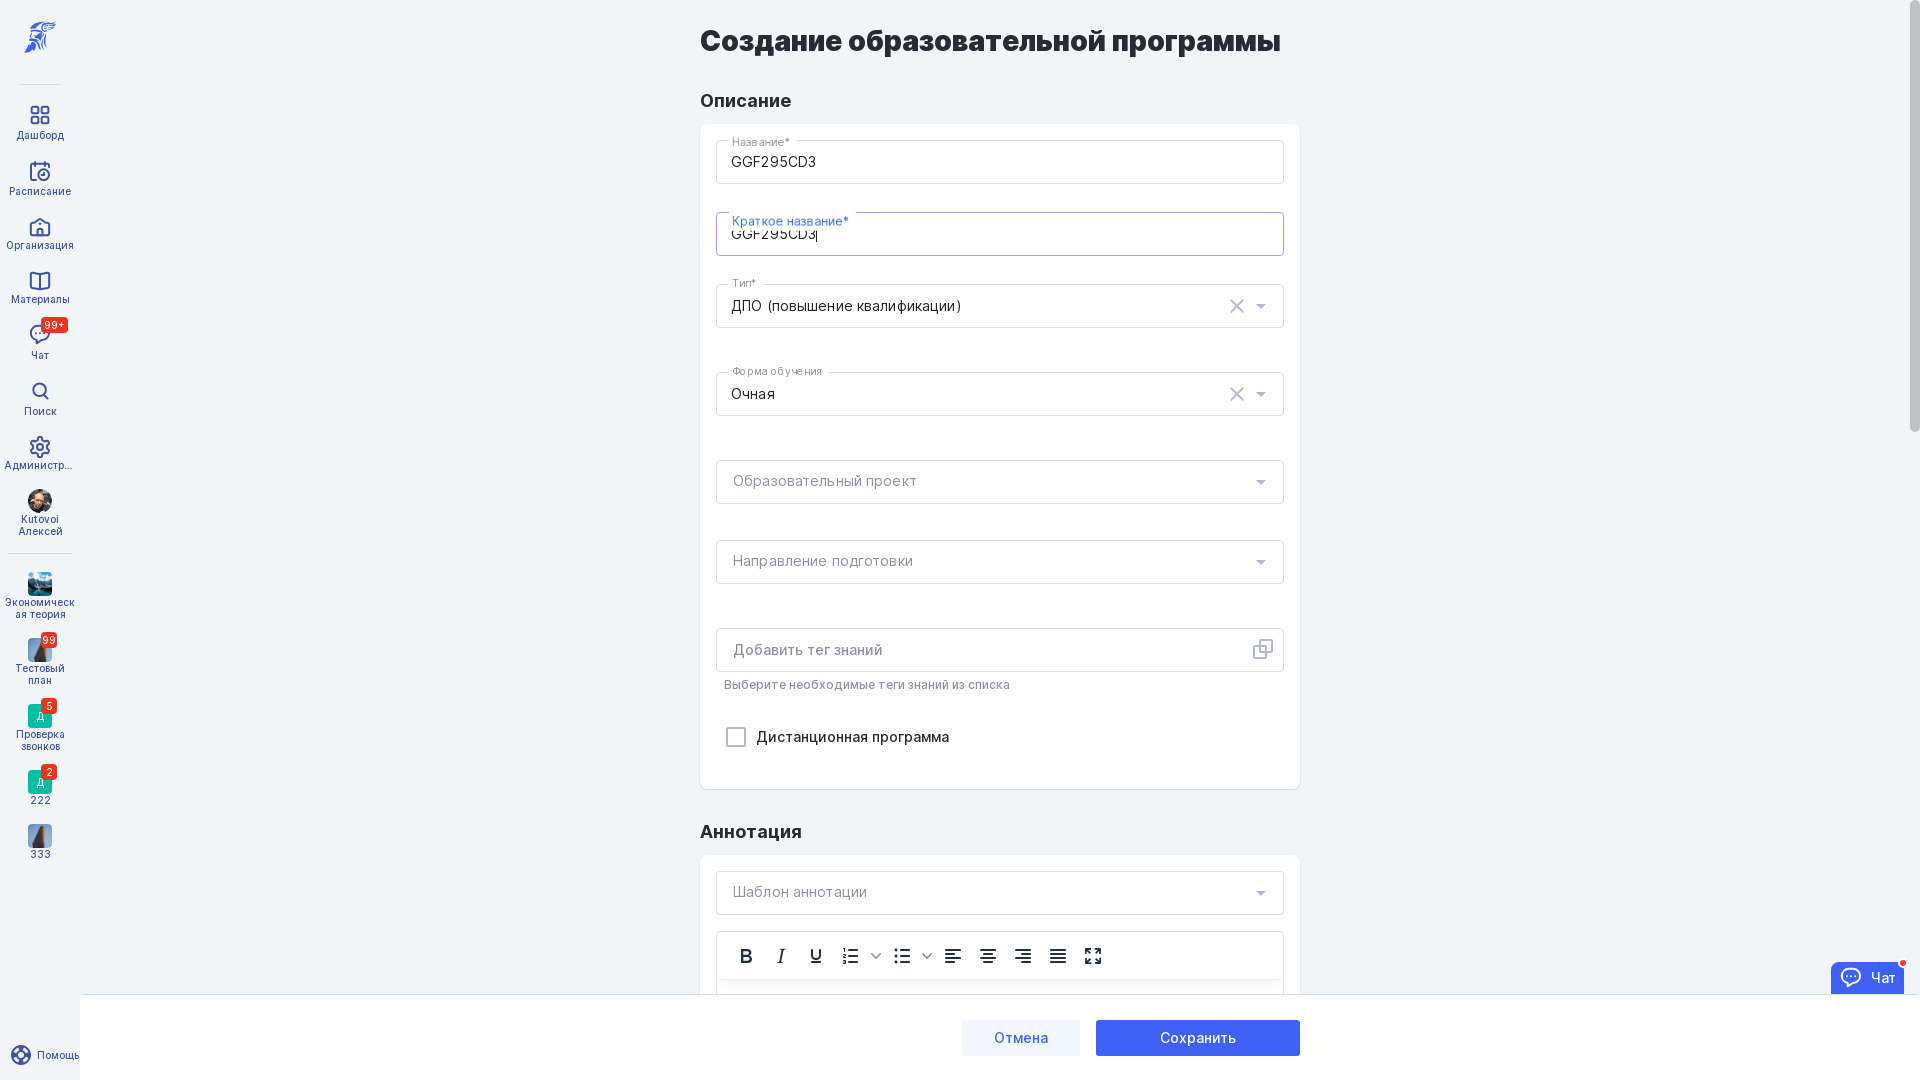 Создание образовательной программы
Дашборд
Расписание
Организация
Материалы
99+
Чат
Поиск
Администр...
Kutovoi
Алексей
Экономическ
ая теория
99
Тестовый
план
Д
5
Проверка
звонков
Д
2
222
333
Помощь
Описание
Название*
GGF295CD3
Краткое название*
GGF295CD3
Тип*
ДПО (повышение квалификации)
Форма обучения
Очная
Образовательный проект
Направление подготовки
Добавить тег знаний
Выберите необходимые теги знаний из списка
Дистанционная программа
Аннотация
Шаблон аннотации
Чат
Отмена
Сохранить